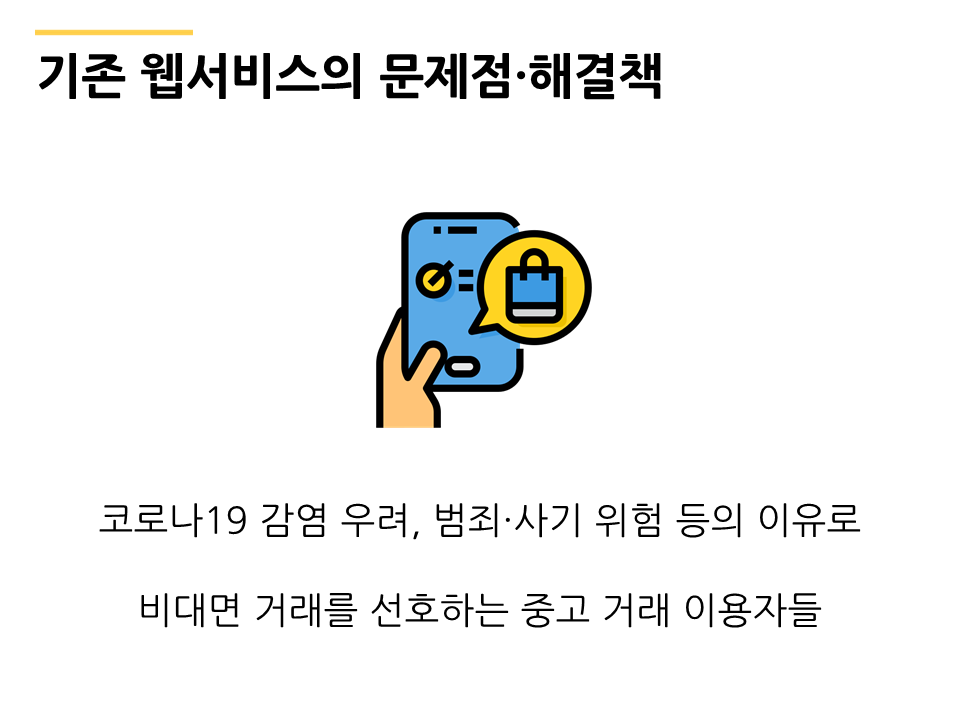 기존 웹서비스의 문제점·해결책
코로나19 감염 우려, 범죄·사기 위험 등의 이유로
비대면 거래를 선호하는 중고 거래 이용자들